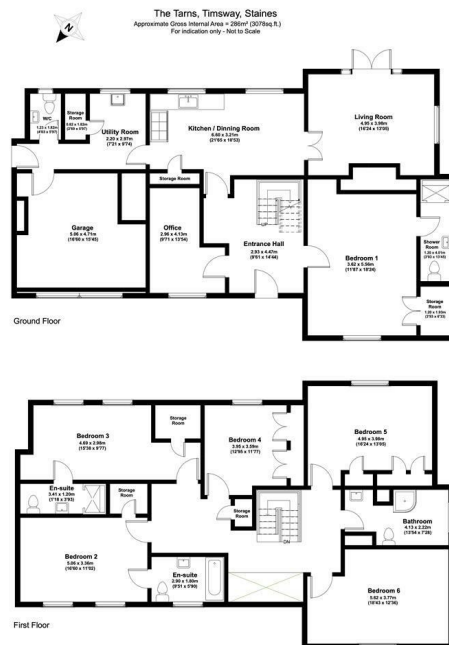 The Tarns, Timsway, Staines
Approximate Gross Internal Area = 286m² (3078sq.ft.)
For indication only - Not to Scale
N
W/C
1.23 x 1.82m
Storage Room
Utility Room
2.20 x 2.97m
(7'21 x 9'74)
Kitchen / Dinning Room
6.60 x 3.21m
(21'65 x 10'53)
Living Room
4.95 x 3.98m
(16'24 x 13'05)
Storage Room
Garage
5.06 x 4.71m
(16'60 x 15'45)
Office
2.96 x 4.13m
(9'71 x 13'54)
Entrance Hall
2.93 x 4.47m
(9'61 x 14'66)
Bedroom 1
3.62 x 5.56m
(11'87 x 18'24)
Shower Room
Storage Room
Ground Floor
Bedroom 3
4.69 x 2.98m
(15'38 x 9'77)
Storage Room
Bedroom 4
3.95 x 3.59m
(12'95 x 11'77)
Bedroom 5
4.95 x 3.98m
(16'24 x 13'05)
En-suite
3.41 x 1.20m
Storage Room
Storage Room
Bathroom
4.13 x 2.22m
(13'54 x 7'28)
Bedroom 2
5.06 x 3.36m
(16'60 x 11'02)
En-suite
2.90 x 1.80m
(9'51 x 5'90)
DN
Bedroom 6
5.62 x 3.77m
(18'43 x 12'36)
First Floor